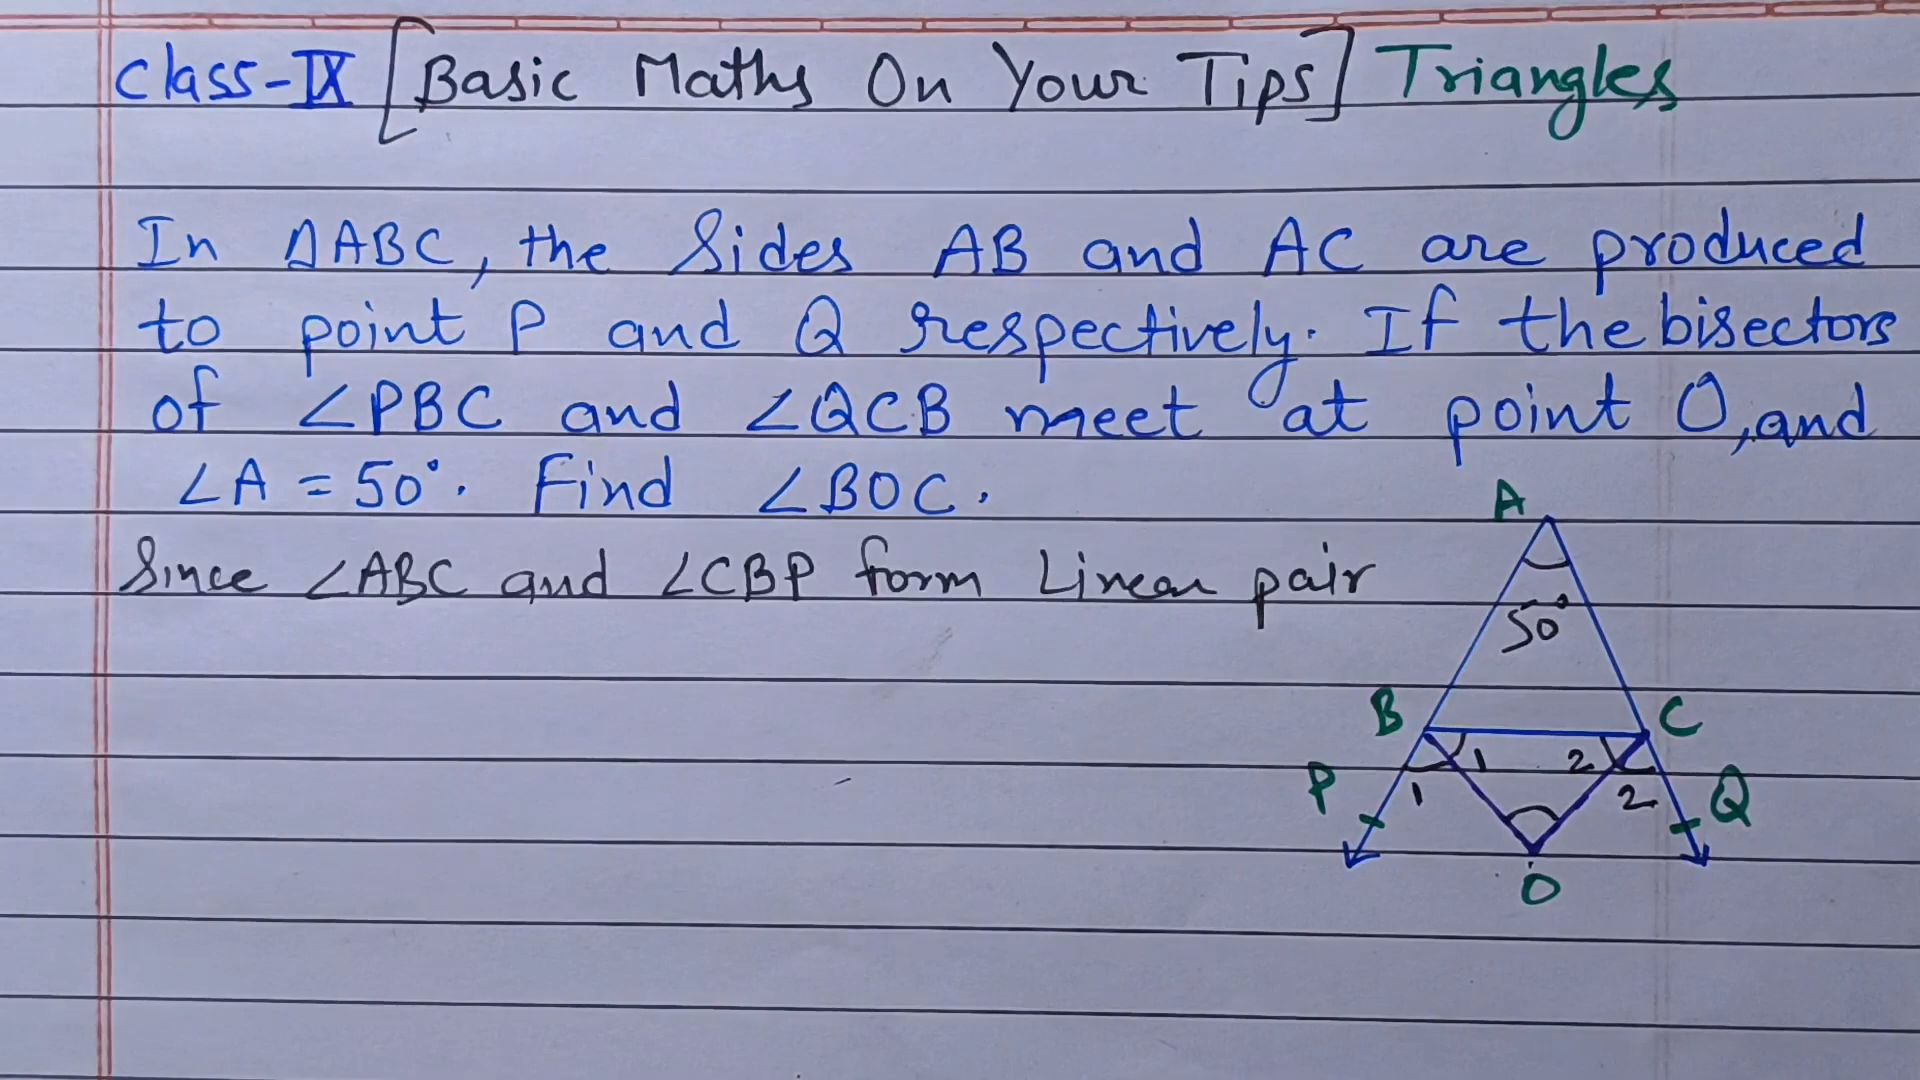 Class-IX [Basic Maths On Your Tips] Triangles
In ΔABC, the Sides AB and AC are produced
to point P and Q respectively. If the bisectors
of ∠PBC and ∠QCB meet at point O, and
∠A = 50°. Find ∠BOC.
Since ∠ABC and ∠CBP form Linear pair
A
50°
B C
1 2
P 1 2 Q
O